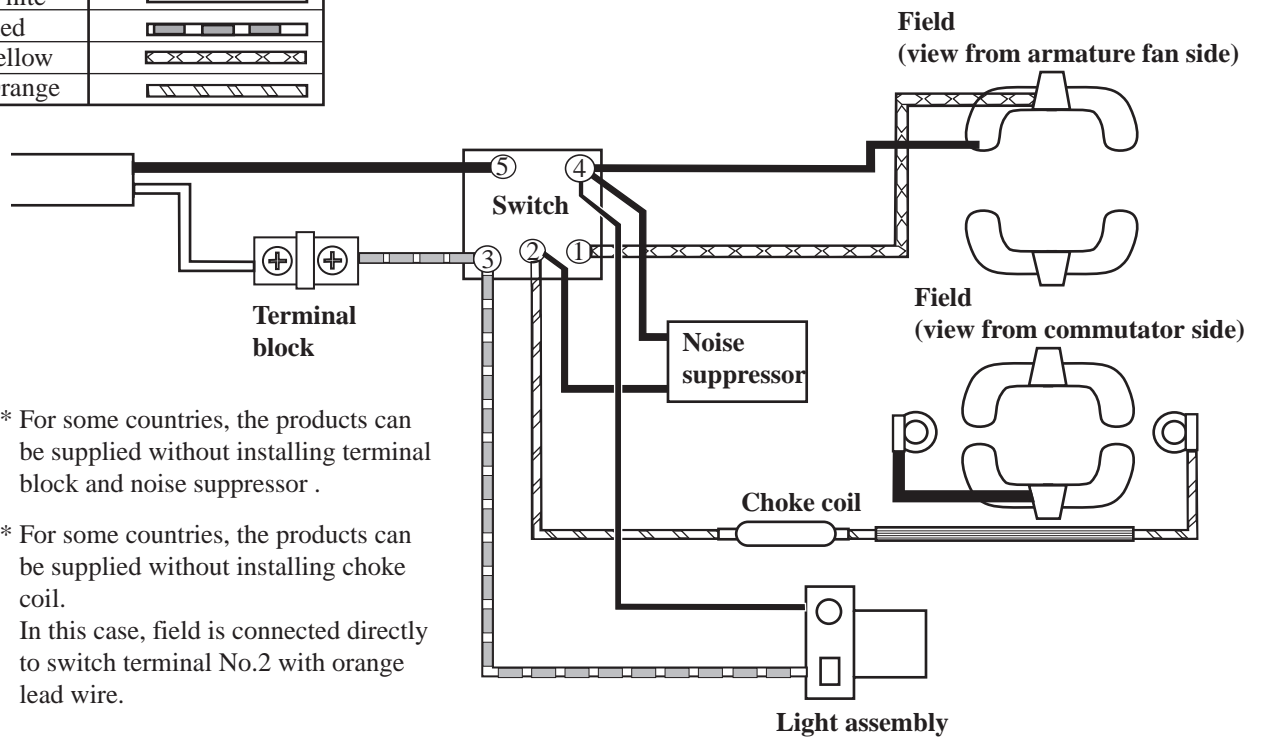 ed
Field
(view from armature fan side)
ellow
range
5
4
Switch
3
2
1
Terminal
block
Field
(view from commutator side)
Noise
suppressor
* For some countries, the products can
be supplied without installing terminal
block and noise suppressor .
Choke coil
* For some countries, the products can
be supplied without installing choke
coil.
In this case, field is connected directly
to switch terminal No.2 with orange
lead wire.
Light assembly